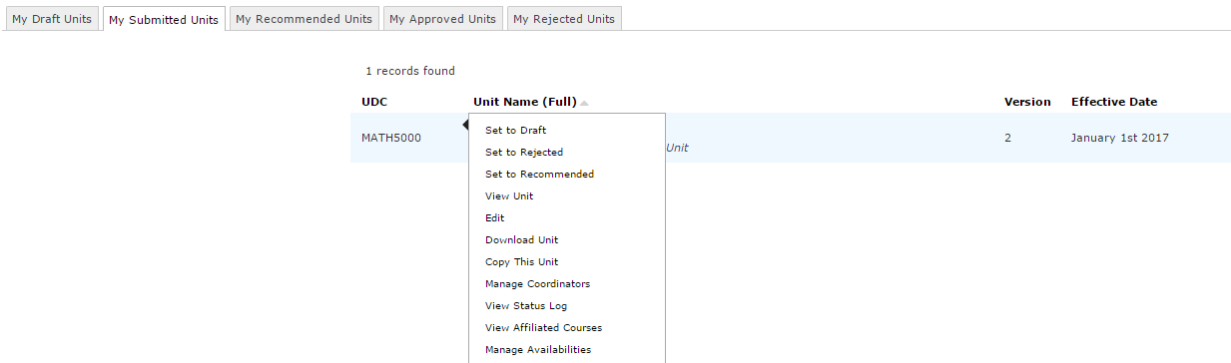 My Draft Units My Submitted Units My Recommended Units My Approved Units My Rejected Units
1 records found
UDC Unit Name (Full) Version Effective Date
MATH5000 Unit 2 January 1st 2017
Set to Draft
Set to Rejected
Set to Recommended
View Unit
Edit
Download Unit
Copy This Unit
Manage Coordinators
View Status Log
View Affiliated Courses
Manage Availabilities